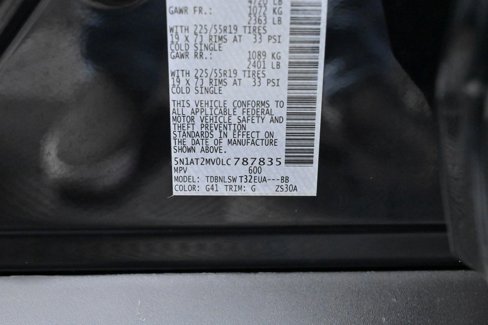 4720 LB
GAWR FR.: 1072 KG
2363 LB
WITH 225/55R19 TIRES
19 X 7J RIMS AT 33 PSI
COLD SINGLE
GAWR RR.: 1089 KG
2401 LB
WITH 225/55R19 TIRES
19 X 7J RIMS AT 33 PSI
COLD SINGLE
THIS VEHICLE CONFORMS TO
ALL APPLICABLE FEDERAL
MOTOR VEHICLE SAFETY AND
THEFT PREVENTION
STANDARDS IN EFFECT ON
THE DATE OF MANUFACTURE
SHOWN ABOVE.
5N1AT2MV0LC787835
MPV 600
MODEL: TDBNLSWT32EUA---BB
COLOR: G41 TRIM: G ZS30A